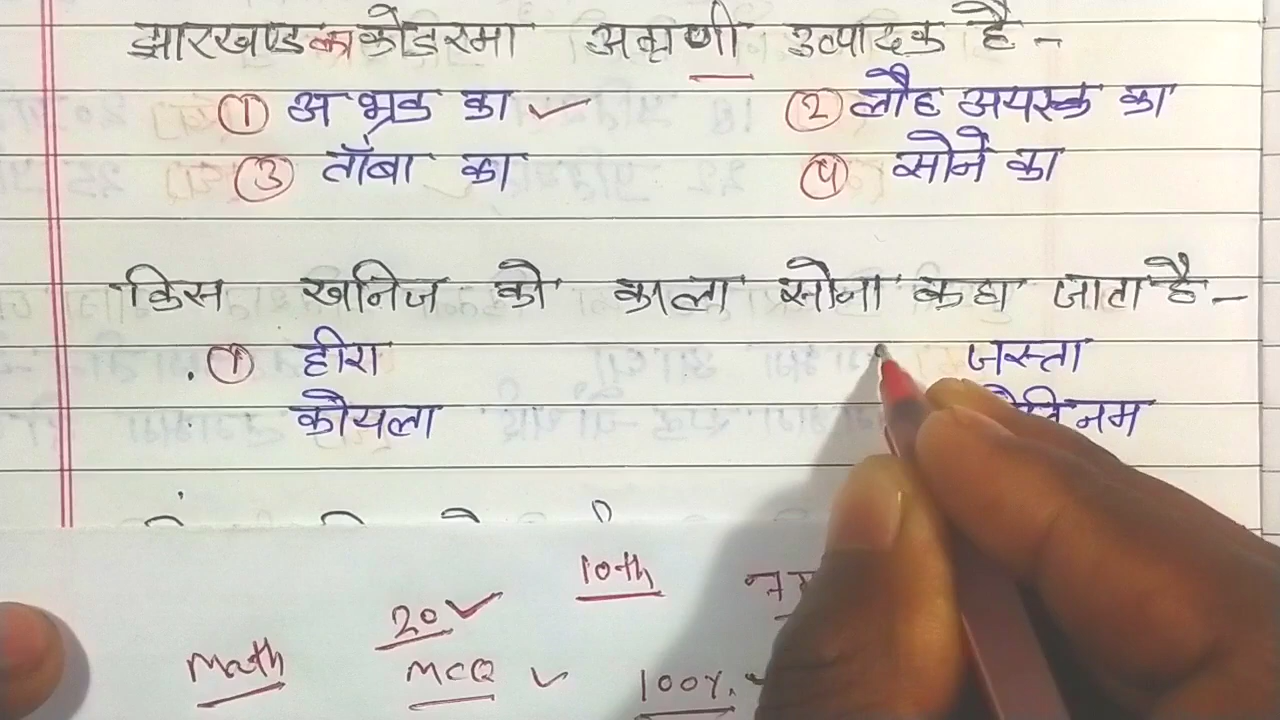 झारखण्ड का कोडरमा अग्रणी उत्पादक है -
① अभ्रक का ✓ ② लौह अयस्क का
③ ताँबा का ④ सोने का
किस खनिज को काला सोना कहा जाता है -
① हीरा जस्ता
कोयला
10th
20 ✓
Math MCQ ✓ 100%